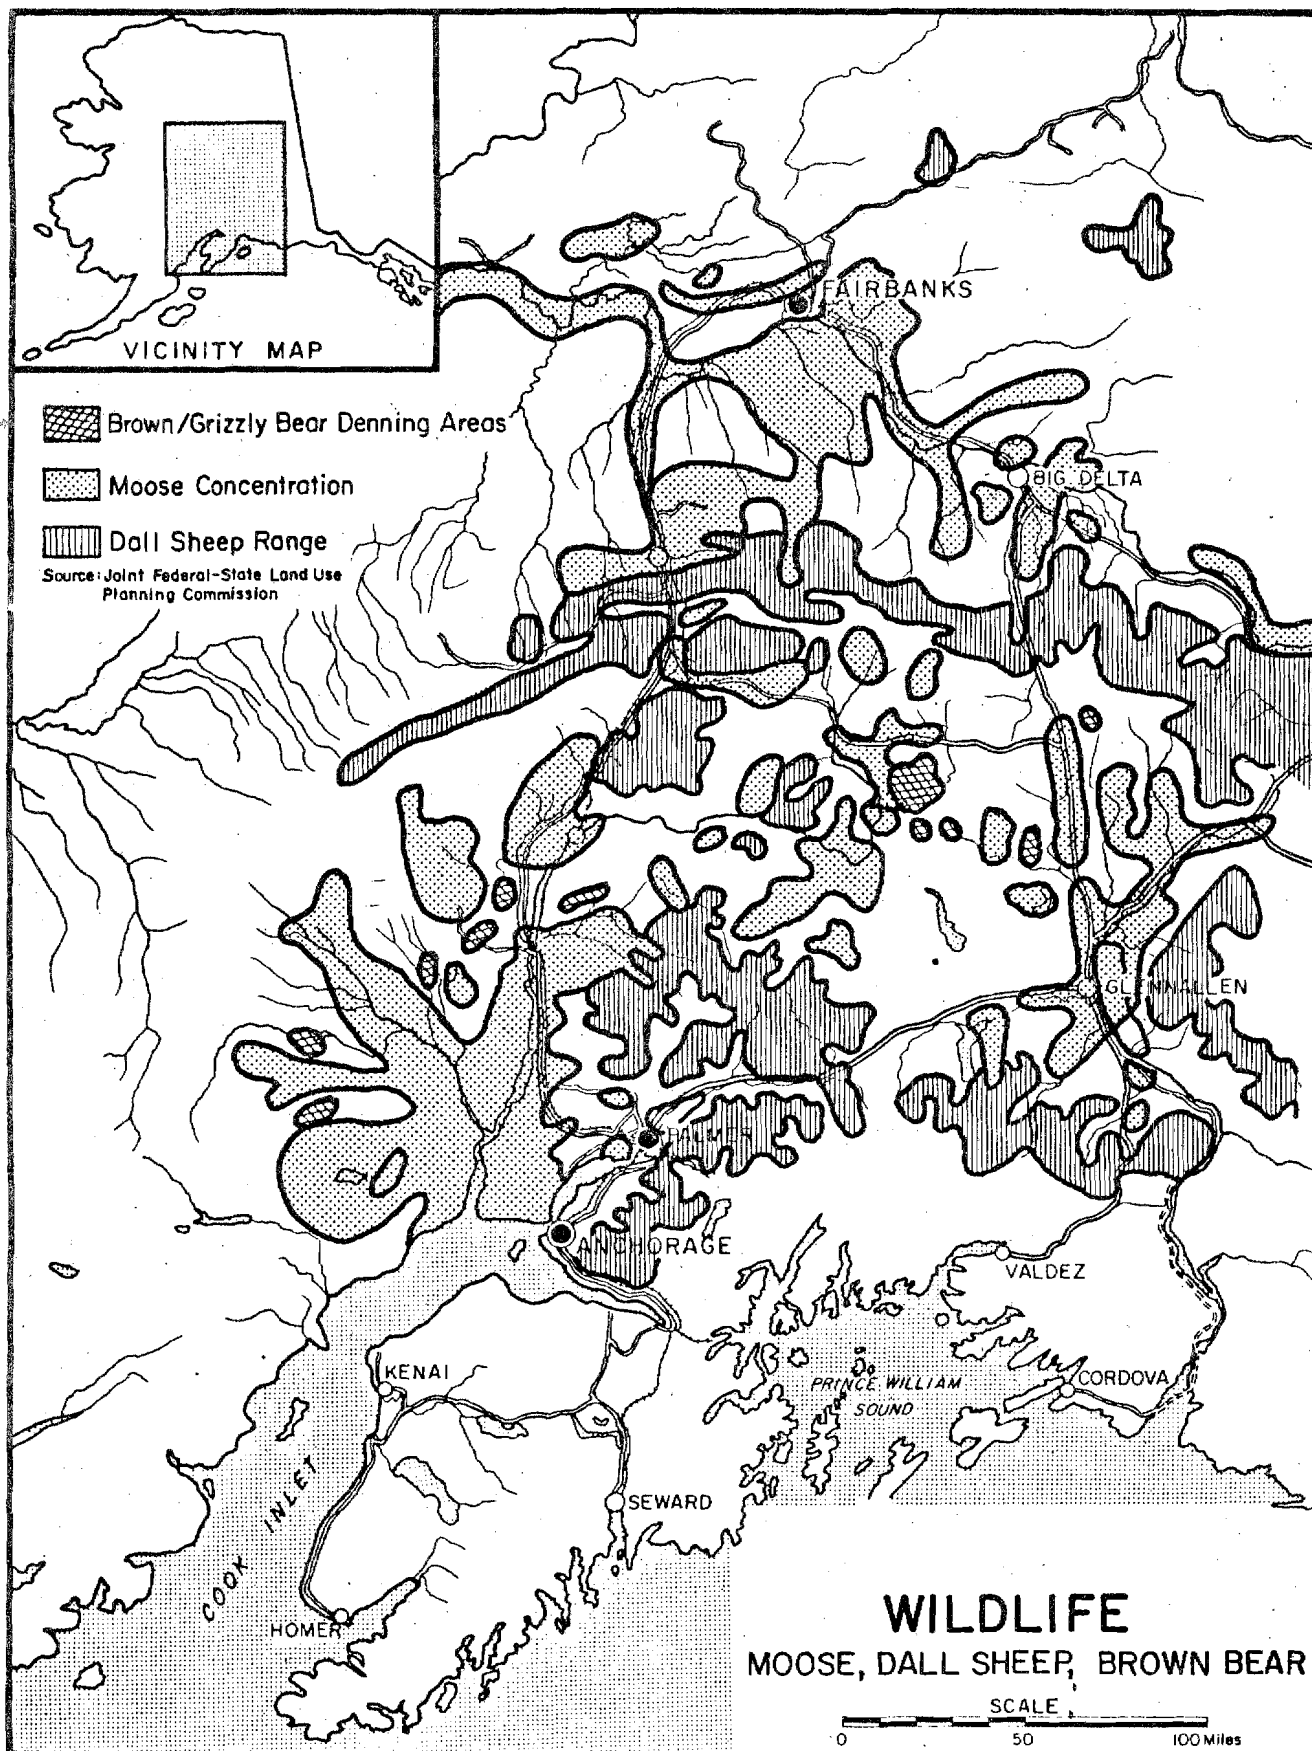 VICINITY MAP
Brown/Grizzly Bear Denning Areas
Moose Concentration
Dall Sheep Range
Source: Joint Federal-State Land Use
Planning Commission
FAIRBANKS
BIG DELTA
GLENNALLEN
PALMER
ANCHORAGE
VALDEZ
KENAI
CORDOVA
PRINCE WILLIAM
SOUND
SEWARD
COOK INLET
HOMER
WILDLIFE
MOOSE, DALL SHEEP, BROWN BEAR
SCALE
0 50 100 Miles